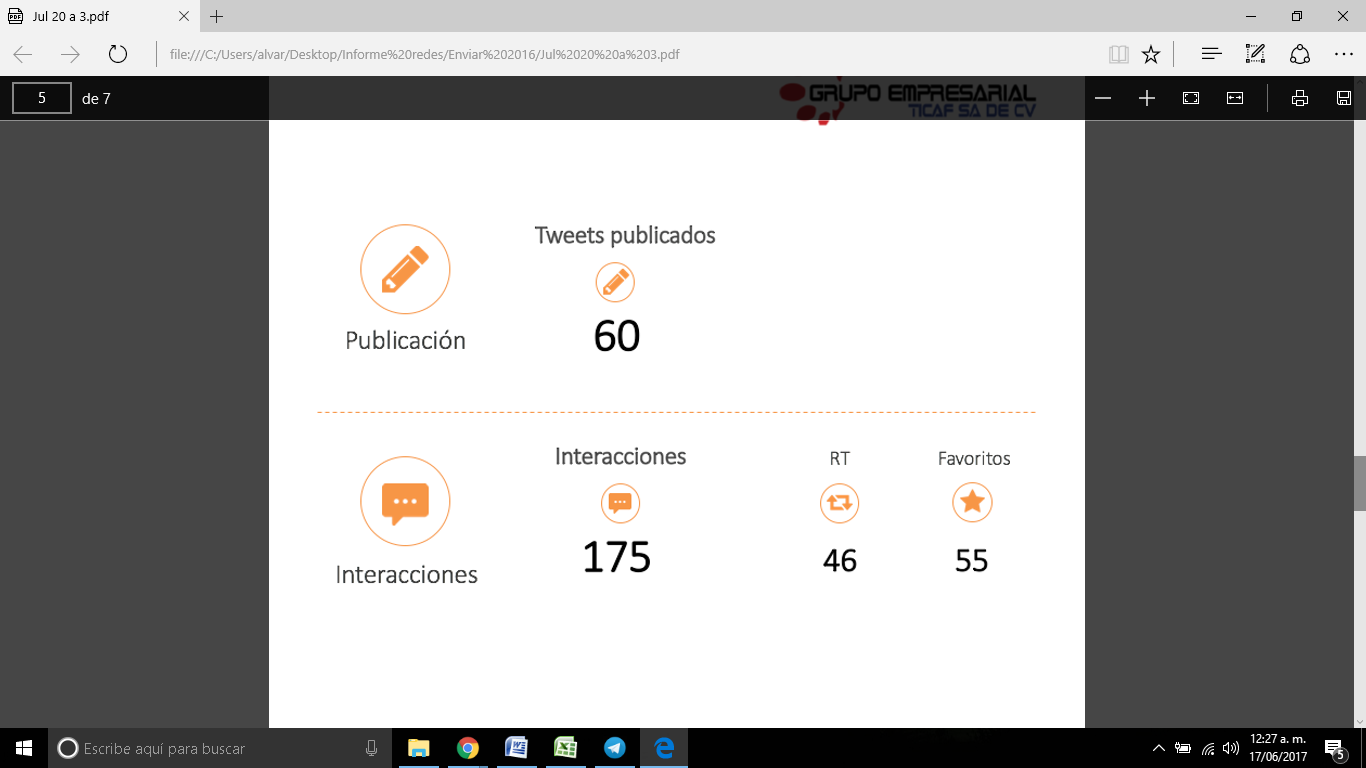 Jul 20 a 3.pdf
file:///C:/Users/alvar/Desktop/Informe%20redes/Enviar%202016/Jul%2020%20a%203.pdf
5 de 7
GRUPO EMPRESARIAL
TICAF SA DE CV
Tweets publicados
Publicación
60
Interacciones
RT
Favoritos
175
46
55
Interacciones
Escribe aquí para buscar
12:27 a. m.
17/06/2017
5